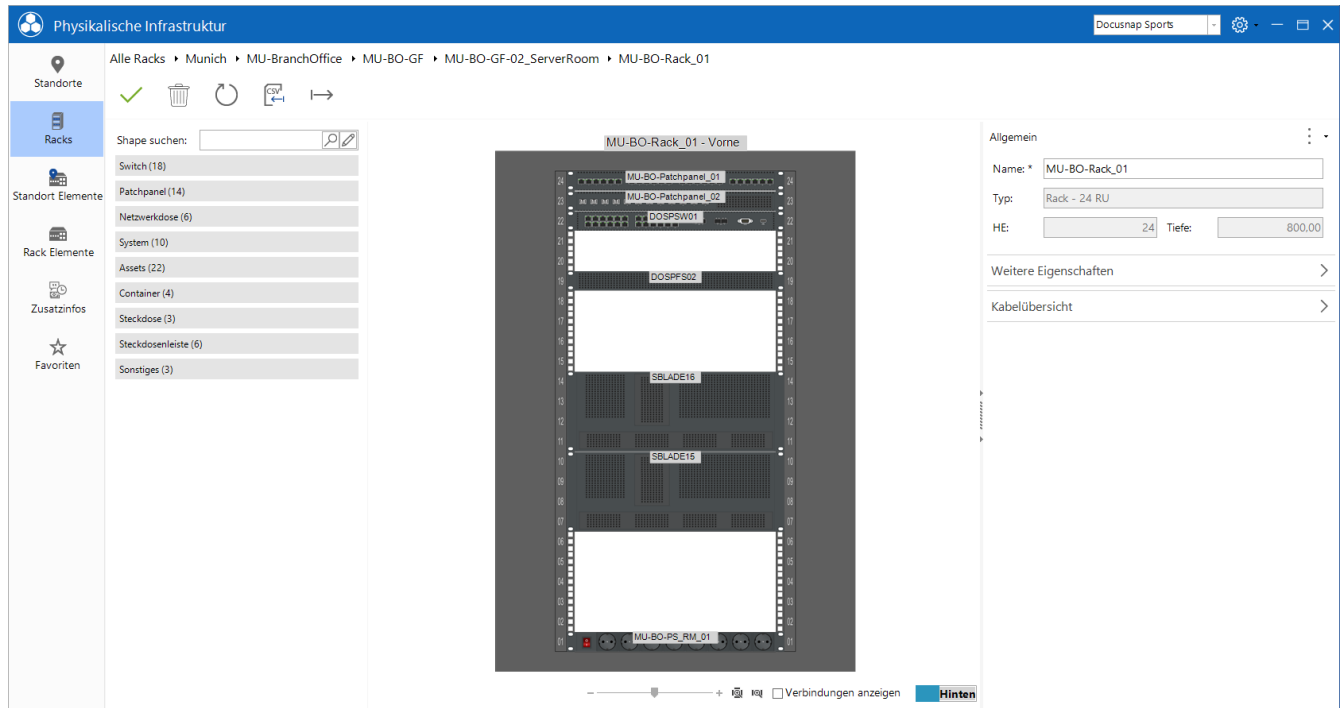 Physikalische Infrastruktur
Docusnap Sports
Standorte
Racks
Standort Elemente
Rack Elemente
Zusatzinfos
Favoriten
Alle Racks Munich MU-BranchOffice MU-BO-GF MU-BO-GF-02_ServerRoom MU-BO-Rack_01
CSV
Shape suchen:
Switch (18)
Patchpanel (14)
Netzwerkdose (6)
System (10)
Assets (22)
Container (4)
Steckdose (3)
Steckdosenleiste (6)
Sonstiges (3)
MU-BO-Rack_01 - Vorne
24 MU-BO-Patchpanel_01 24
23 MU-BO-Patchpanel_02 23
22 DOSPSW01 22
21 21
20 20
19 DOSPFS02 19
18 18
17 17
16 16
15 15
14 SBLADE16 14
13 13
12 12
11 11
10 SBLADE15 10
09 09
08 08
07 07
06 06
05 05
04 04
03 03
02 02
01 MU-BO-PS_RM_01 01
Verbindungen anzeigen
Hinten
Allgemein
Name: * MU-BO-Rack_01
Typ: Rack - 24 RU
HE: 24 Tiefe: 800.00
Weitere Eigenschaften
Kabelübersicht